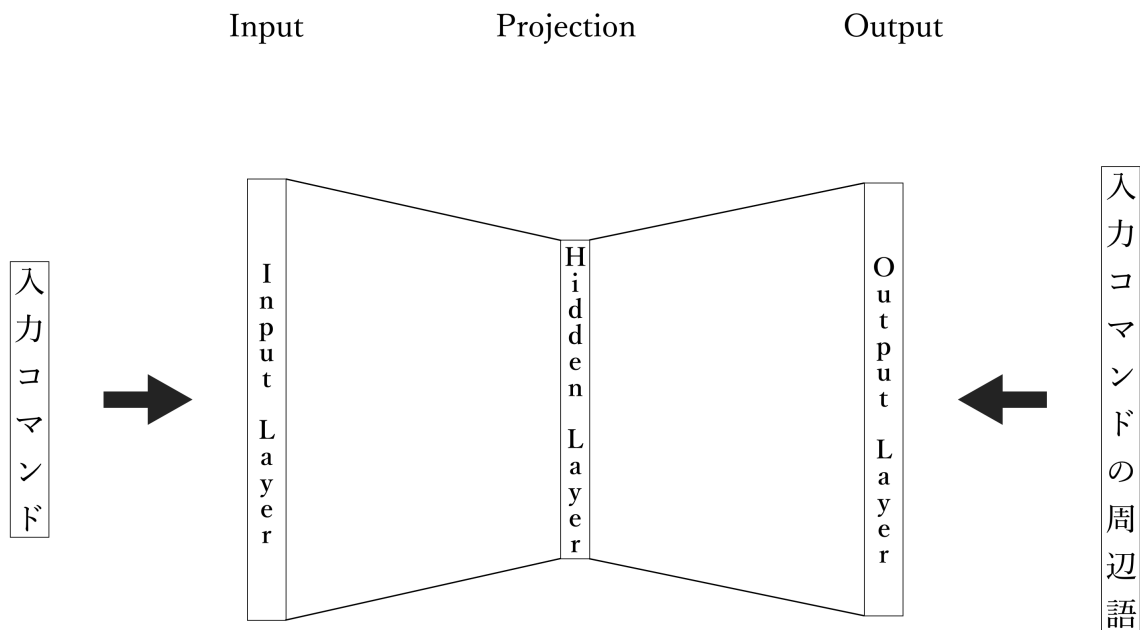 Input
Projection
Output
入力コマンド
Input Layer
Hidden Layer
Output Layer
入力コマンドの周辺語